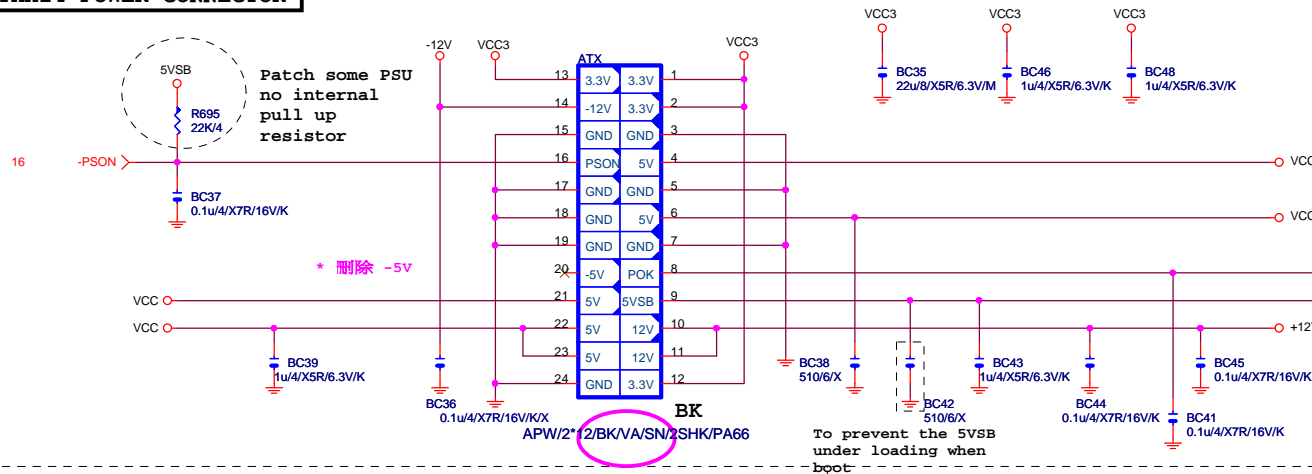 5VSB
R695
22K/4
Patch some PSU
no internal
pull up
resistor
16
-PSON
BC37
0.1u/4/X7R/16V/K
* 刪除 -5V
VCC
VCC
BC39
1u/4/X5R/6.3V/K
-12V
VCC3
BC36
0.1u/4/X7R/16V/K/X
ATX
VCC3
13 3.3V 3.3V 1
14 -12V 3.3V 2
15 GND GND 3
16 PSON 5V 4
17 GND GND 5
18 GND 5V 6
19 GND GND 7
20 -5V POK 8
21 5V 5VSB 9
22 5V 12V 10
23 5V 12V 11
24 GND 3.3V 12
BK
APW/2*12/BK/VA/SN/2SHK/PA66
VCC3
BC35
22u/8/X5R/6.3V/M
VCC3
BC46
1u/4/X5R/6.3V/K
VCC3
BC48
1u/4/X5R/6.3V/K
BC38
510/6/X
BC42
510/6/X
To prevent the 5VSB
under loading when
boot
BC43
1u/4/X5R/6.3V/K
BC44
0.1u/4/X7R/16V/K
BC41
0.1u/4/X7R/16V/K
BC45
0.1u/4/X7R/16V/K